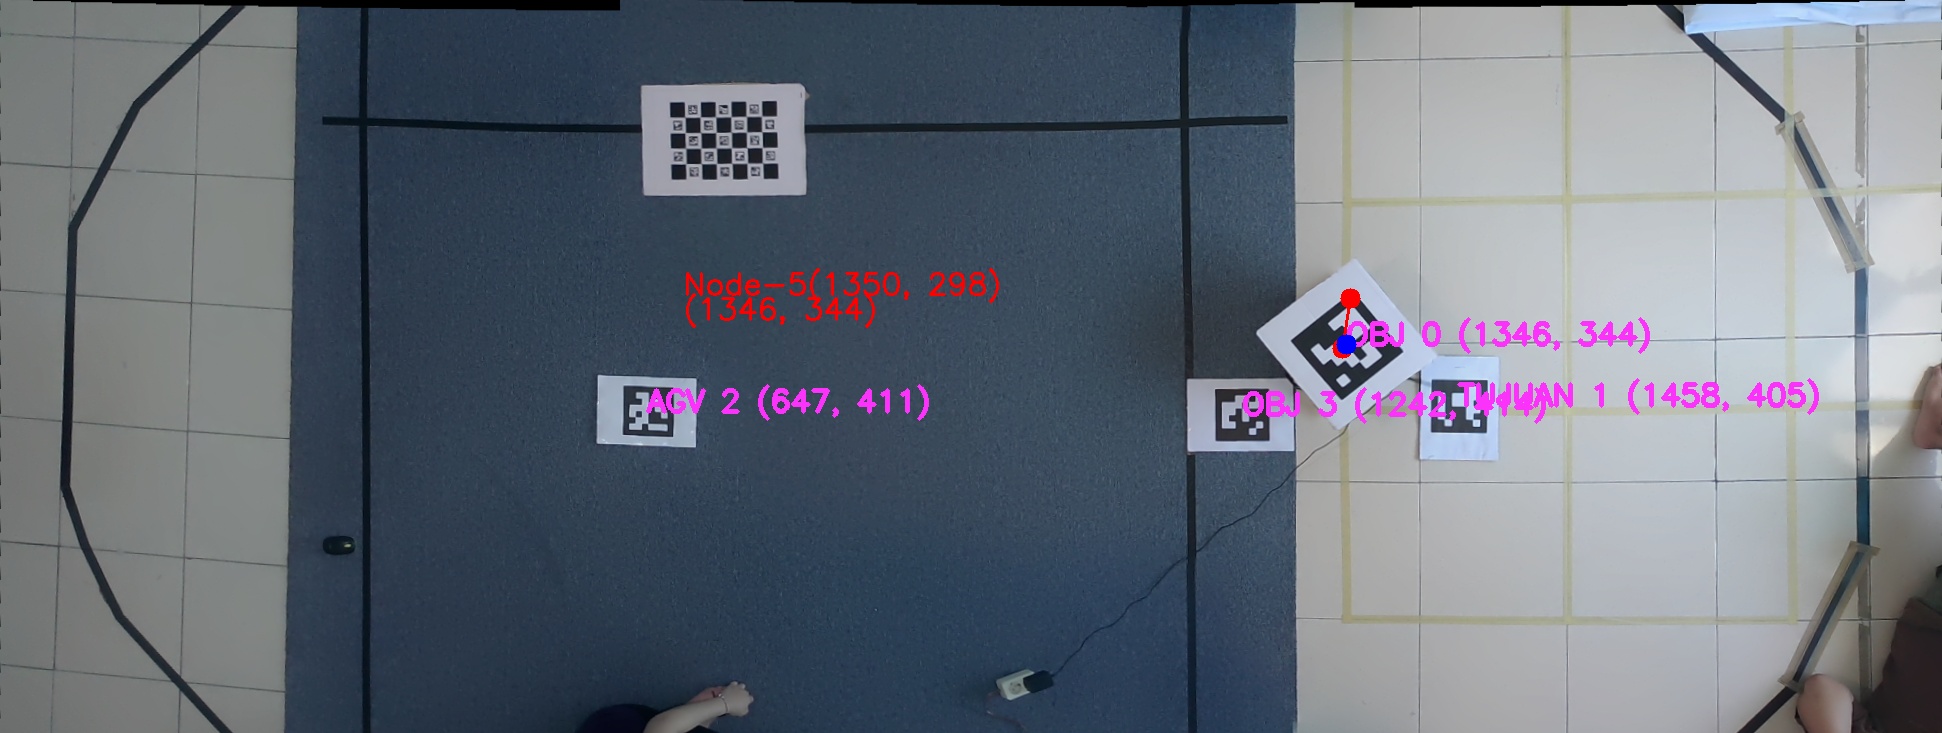 Node-5(1350, 298)
(1346, 344)
OBJ 0 (1346, 344)
AGV 2 (647, 411)
OBJ 3 (1242, 414)
TUJUAN 1 (1458, 405)